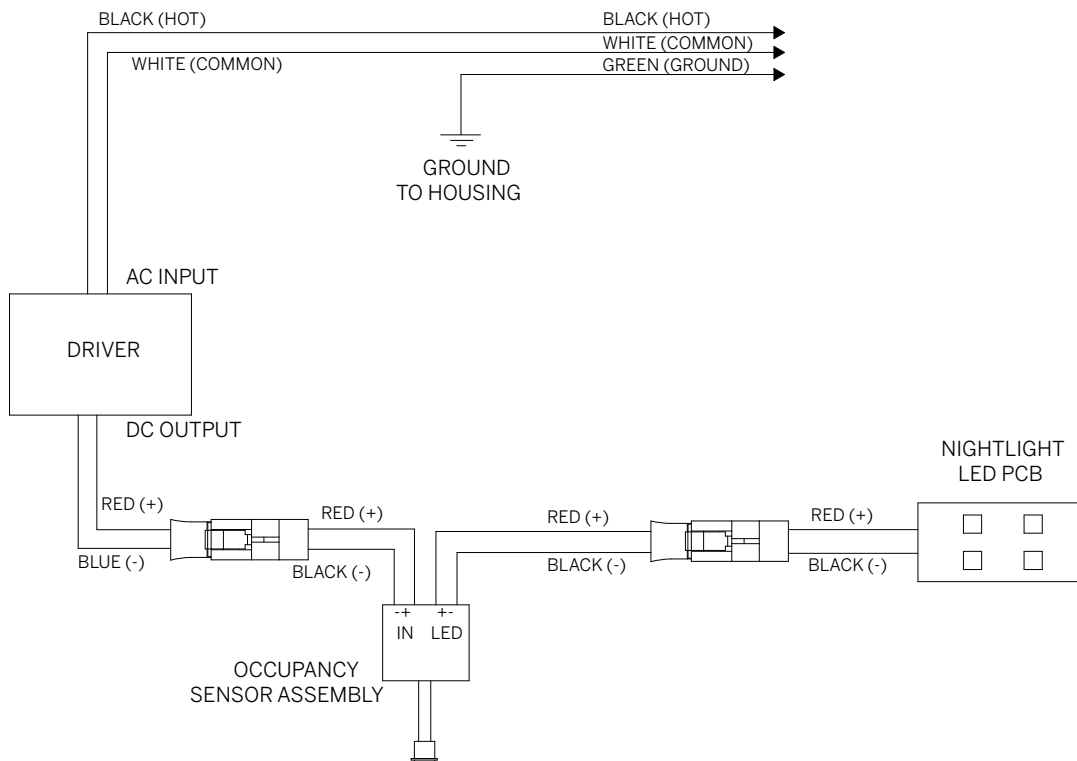 BLACK (HOT)
BLACK (HOT)
WHITE (COMMON)
WHITE (COMMON)
GREEN (GROUND)
GROUND
TO HOUSING
AC INPUT
DRIVER
DC OUTPUT
NIGHTLIGHT
LED PCB
RED (+)
RED (+)
RED (+)
RED (+)
BLUE (-)
BLACK (-)
BLACK (-)
BLACK (-)
-+ +-
IN LED
OCCUPANCY
SENSOR ASSEMBLY